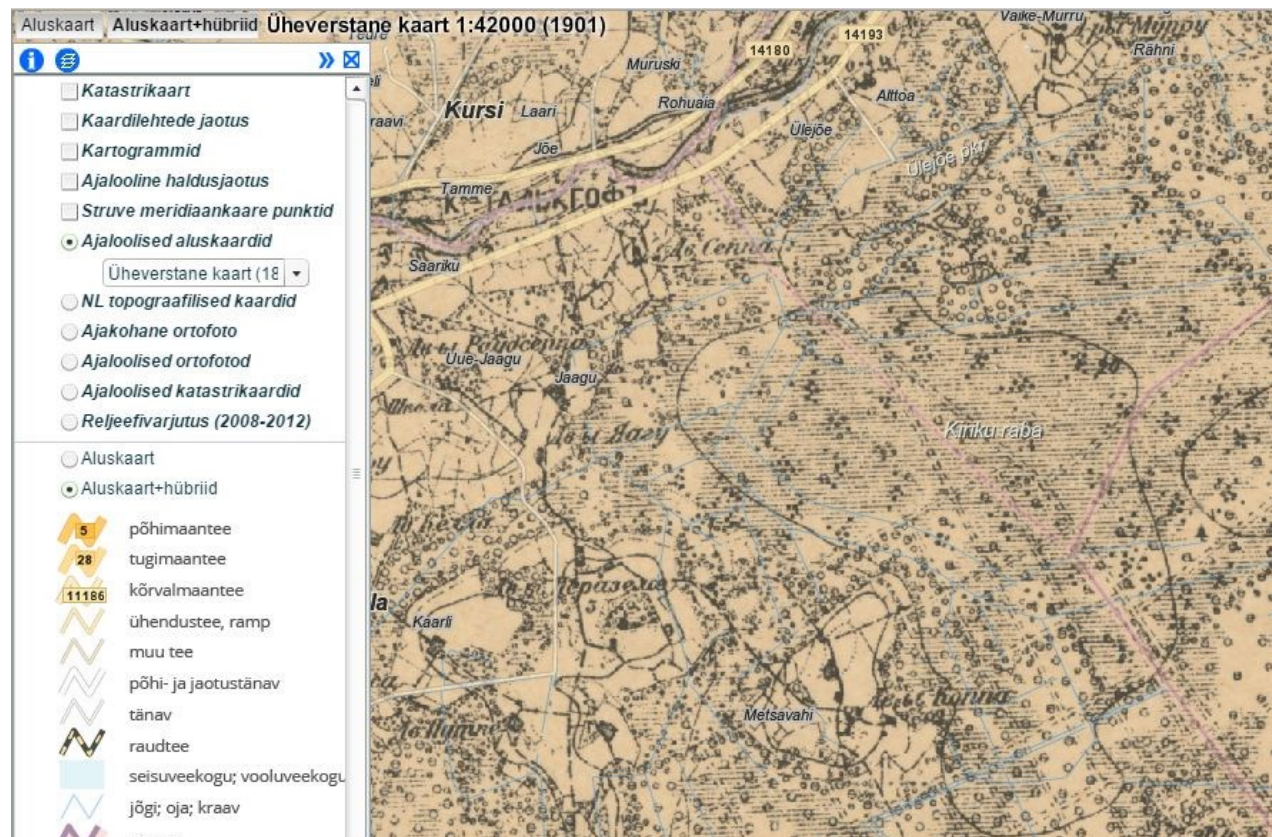 Aluskaart Aluskaart+hübriid Üheverstane kaart 1:42000 (1901)
Katastrikaart
Kaardilehtede jaotus
Kartogrammid
Ajalooline haldusjaotus
Struve meridiaankaare punktid
Ajaloolised aluskaardid
Üheverstane kaart (18
NL topograafilised kaardid
Ajakohane ortofoto
Ajaloolised ortofotod
Ajaloolised katastrikaardid
Reljeefivarjutus (2008-2012)
Aluskaart
Aluskaart+hübriid
5 põhimaantee
28 tugimaantee
11186 kõrvalmaantee
ühendustee, ramp
muu tee
põhi- ja jaotustänav
tänav
raudtee
seisuveekogu; vooluveekogu
jõgi; oja; kraav
Väike-Murru
14193
14180
Rähni
Muruski
Alttoa
Rohuaia
Kursi
Laari
Ülejõe
Jõe
Ülejõe pkr
Tamme
Saariku
Uue-Jaagu
Jaagu
Kiriku raba
Kaarli
Metsavahi